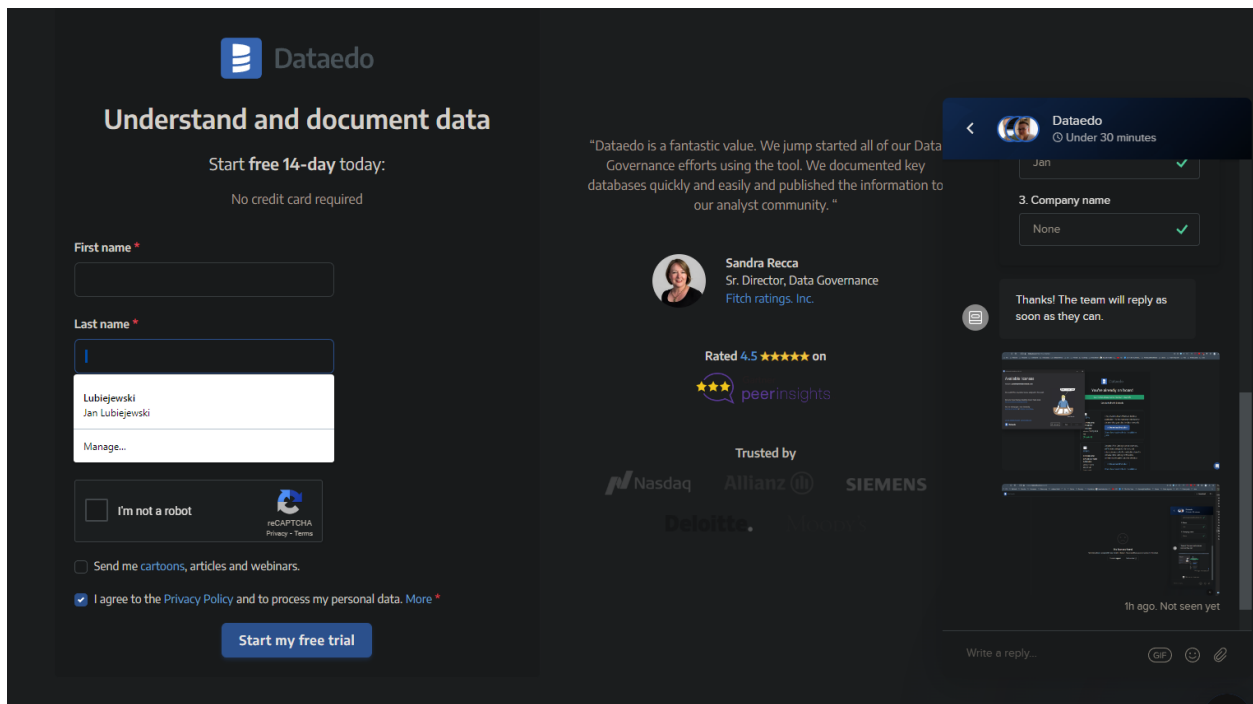 Dataedo
Understand and document data
Start free 14-day today:
No credit card required
First name *
Last name *
Lubiejewski
Jan Lubiejewski
Manage...
I'm not a robot
reCAPTCHA
Privacy - Terms
Send me cartoons, articles and webinars.
I agree to the Privacy Policy and to process my personal data. More *
Start my free trial
“Dataedo is a fantastic value. We jump started all of our Data
Governance efforts using the tool. We documented key
databases quickly and easily and published the information to
our analyst community. “
Sandra Recca
Sr. Director, Data Governance
Fitch ratings. Inc.
Rated 4.5 ★★★★★ on
peerinsights
Trusted by
Nasdaq Allianz SIEMENS
Deloitte.
Dataedo
Under 30 minutes
Jan
3. Company name
None
Thanks! The team will reply as
soon as they can.
Dataedo
You're already on board
1h ago. Not seen yet
Write a reply...
GIF